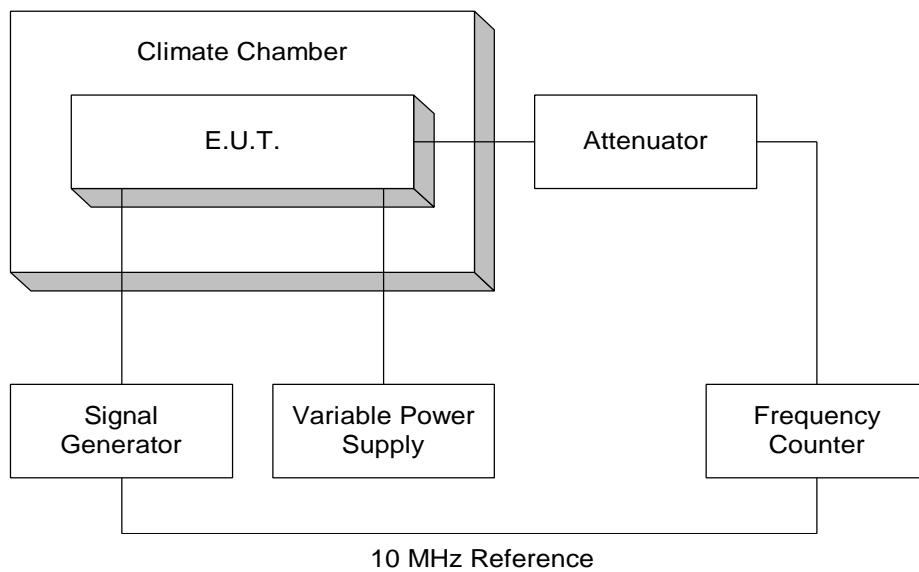 Climate Chamber
E.U.T.
Attenuator
Signal
Generator
Variable Power
Supply
Frequency
Counter
10 MHz Reference